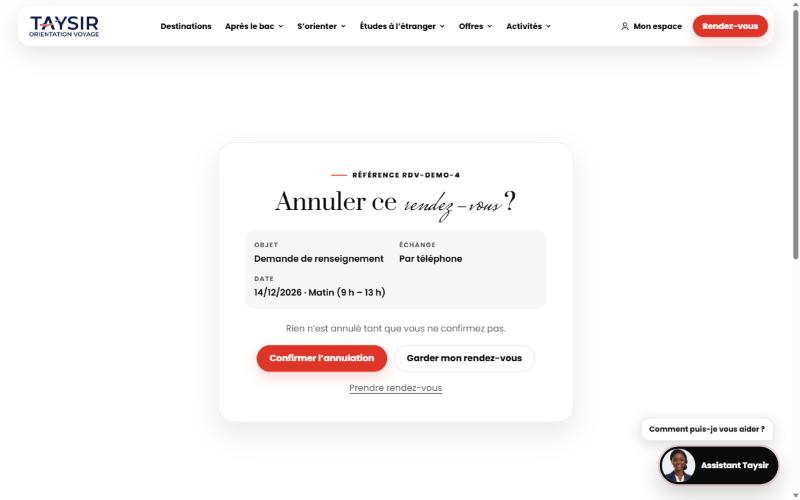 TAYSIR
ORIENTATION VOYAGE
Destinations
Après le bac
S'orienter
Études à l'étranger
Offres
Activités
Mon espace
Rendez-vous
RÉFÉRENCE RDV-DEMO-4
Annuler ce rendez-vous ?
OBJET
Demande de renseignement
ÉCHANGE
Par téléphone
DATE
14/12/2026 · Matin (9 h – 13 h)
Rien n'est annulé tant que vous ne confirmez pas.
Confirmer l'annulation
Garder mon rendez-vous
Prendre rendez-vous
Comment puis-je vous aider ?
Assistant Taysir